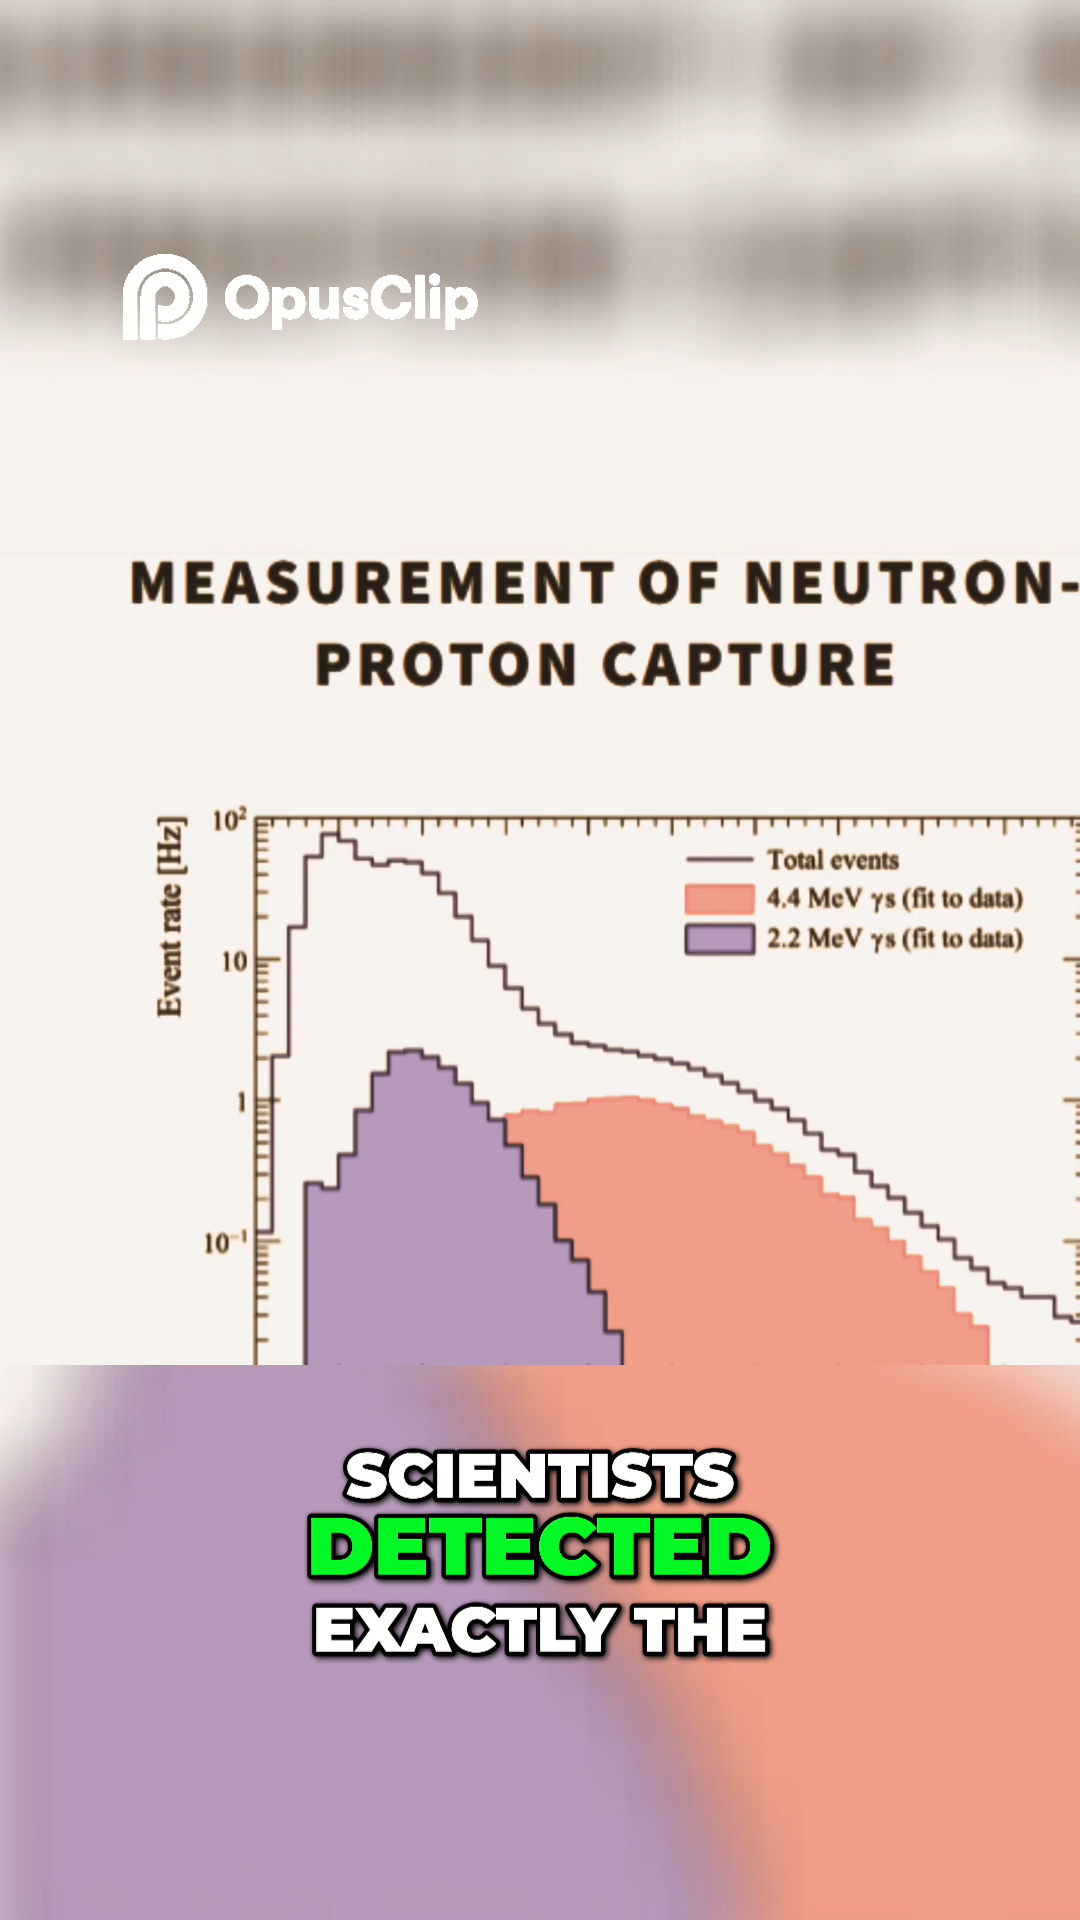 OpusClip
MEASUREMENT OF NEUTRON-
PROTON CAPTURE
Event rate [Hz]
10²
10
1
10⁻¹
Total events
4.4 MeV γs (fit to data)
2.2 MeV γs (fit to data)
SCIENTISTS
DETECTED
EXACTLY THE